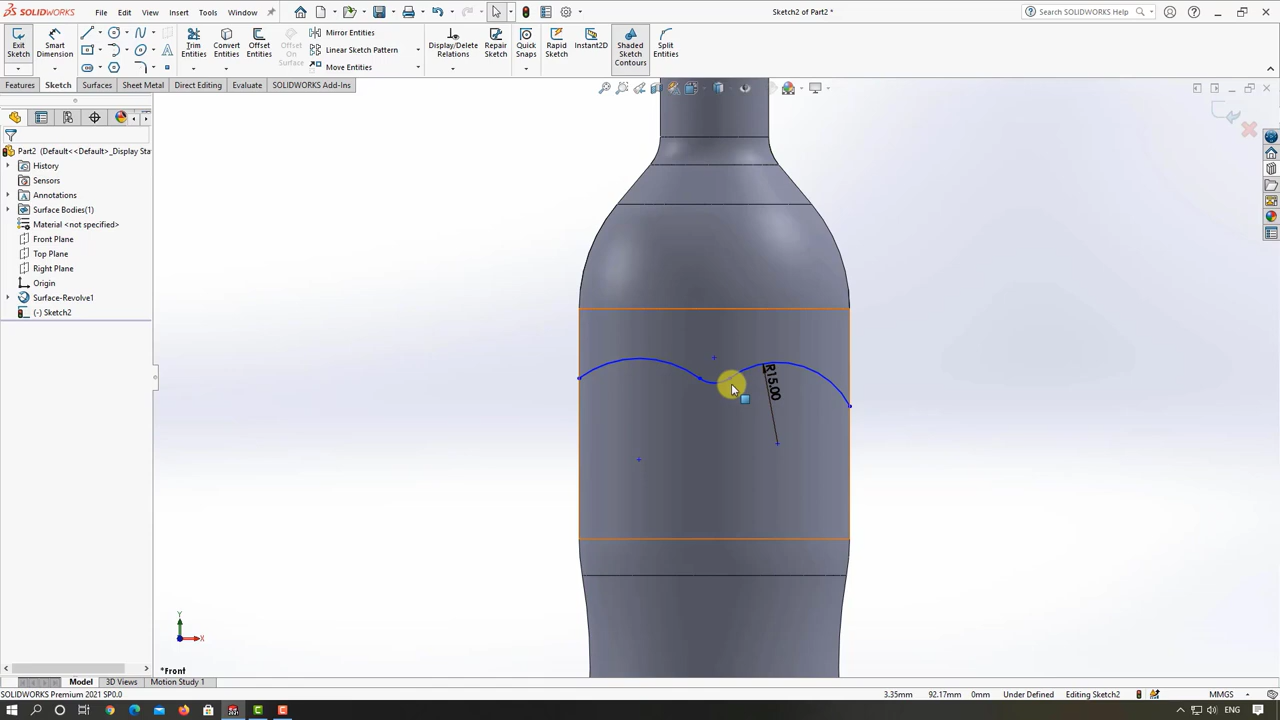 SOLIDWORKS
File Edit View Insert Tools Window
Sketch2 of Part2 *
Search SOLIDWORKS Help
Exit Sketch
Smart Dimension
Trim Entities
Convert Entities
Offset Entities
Offset On Surface
Mirror Entities
Linear Sketch Pattern
Move Entities
Display/Delete Relations
Repair Sketch
Quick Snaps
Rapid Sketch
Instant2D
Shaded Sketch Contours
Split Entities
Features Sketch Surfaces Sheet Metal Direct Editing Evaluate SOLIDWORKS Add-Ins
Part2 (Default<<Default>_Display Sta
History
Sensors
Annotations
Surface Bodies(1)
Material <not specified>
Front Plane
Top Plane
Right Plane
Origin
Surface-Revolve1
(-) Sketch2
R15.00
Y
X
*Front
Model 3D Views Motion Study 1
SOLIDWORKS Premium 2021 SP0.0
3.35mm 92.17mm 0mm Under Defined Editing Sketch2 MMGS
ENG